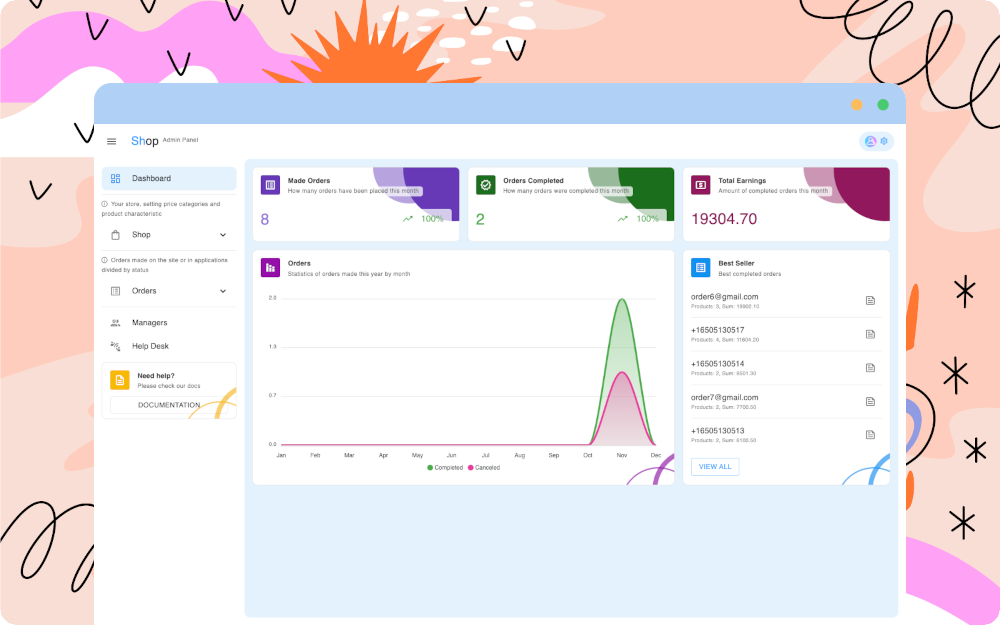 Shop Admin Panel
Dashboard
Your store, setting price categories and
product characteristic
Shop
Orders made on the site or in applications
divided by status
Orders
Managers
Help Desk
Need help?
Please check our docs
DOCUMENTATION
Made Orders
How many orders have been placed this month
8
100%
Orders Completed
How many orders were completed this month
2
100%
Total Earnings
Amount of completed orders this month
19304.70
Orders
Statistics of orders made this year by month
2.0
1.3
0.7
0.0
Jan Feb Mar Apr May Jun Jul Aug Sep Oct Nov Dec
Completed Canceled
Best Seller
Best completed orders
order6@gmail.com
Products: 3, Sum: 19902.10
+16505130517
Products: 4, Sum: 11604.20
+16505130514
Products: 2, Sum: 8501.30
order7@gmail.com
Products: 2, Sum: 7700.50
+16505130513
Products: 2, Sum: 6100.50
VIEW ALL